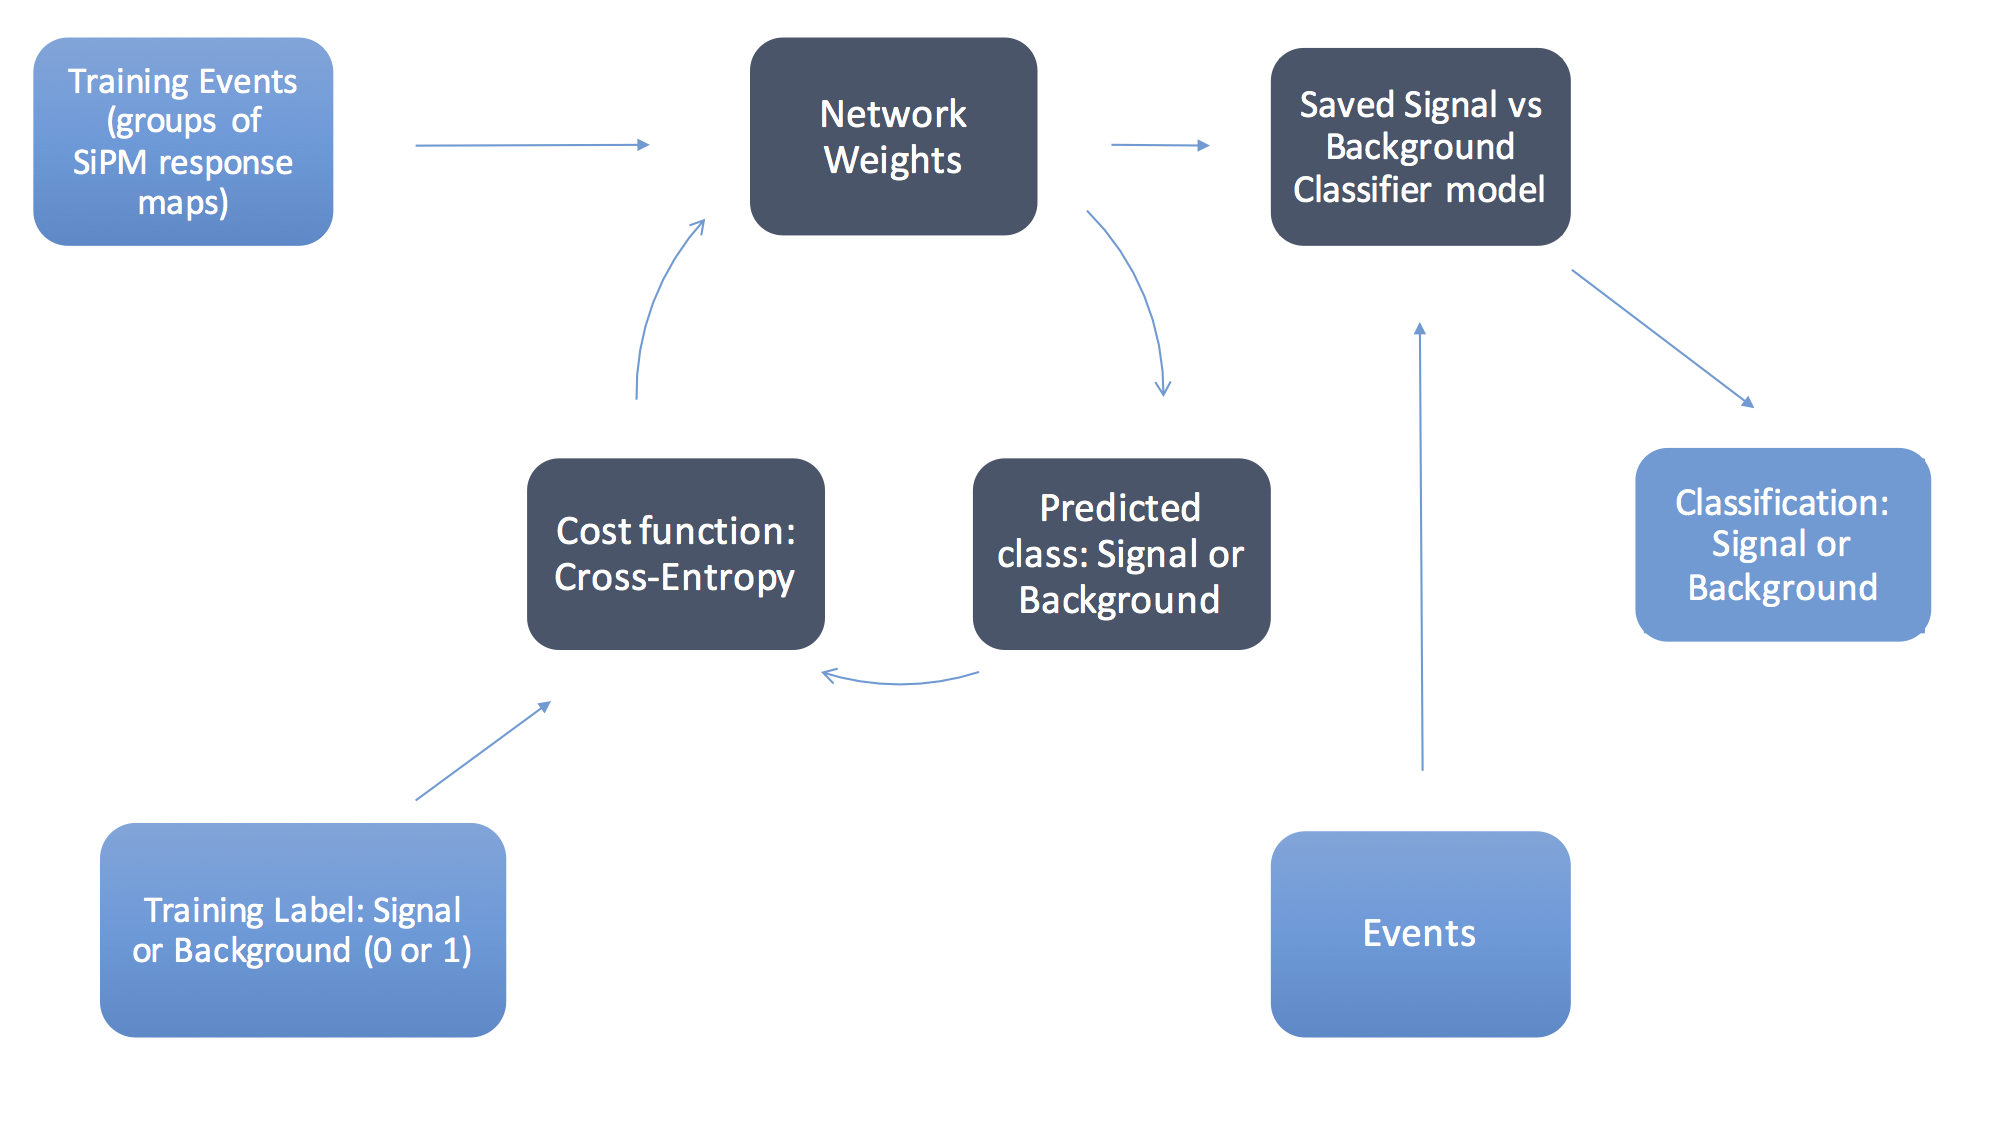 Training Events
(groups of
SiPM response
maps)
Network
Weights
Saved Signal vs
Background
Classifier model
Cost function:
Cross-Entropy
Predicted
class: Signal or
Background
Classification:
Signal or
Background
Training Label: Signal
or Background (0 or 1)
Events